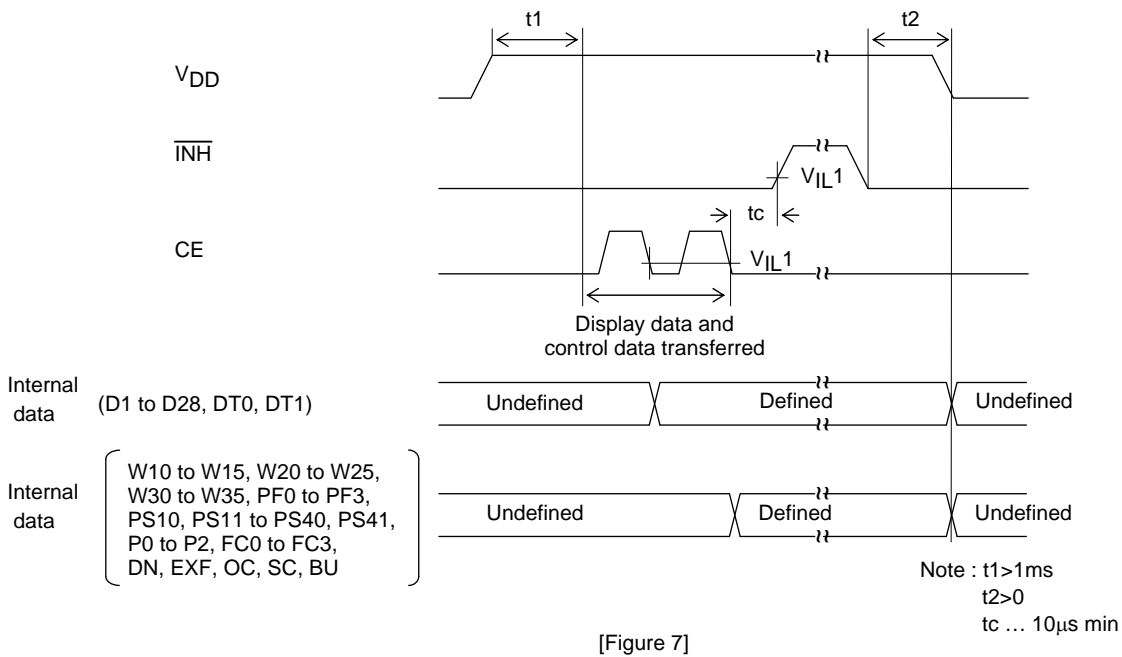 t1
t2
VDD
INH
VIL1
tc
CE
VIL1
Display data and
control data transferred
Internal
data
(D1 to D28, DT0, DT1)
Undefined
Defined
Undefined
Internal
data
W10 to W15, W20 to W25,
W30 to W35, PF0 to PF3,
PS10, PS11 to PS40, PS41,
P0 to P2, FC0 to FC3,
DN, EXF, OC, SC, BU
Undefined
Defined
Undefined
Note : t1>1ms
t2>0
tc … 10μs min
[Figure 7]